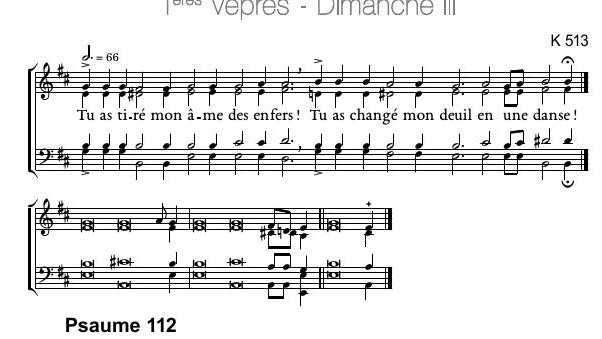 1ères Vêpres - Dimanche III
K 513
𝅗𝅥. = 66
Tu as ti-ré mon â-me des enfers! Tu as changé mon deuil en une danse!
Psaume 112